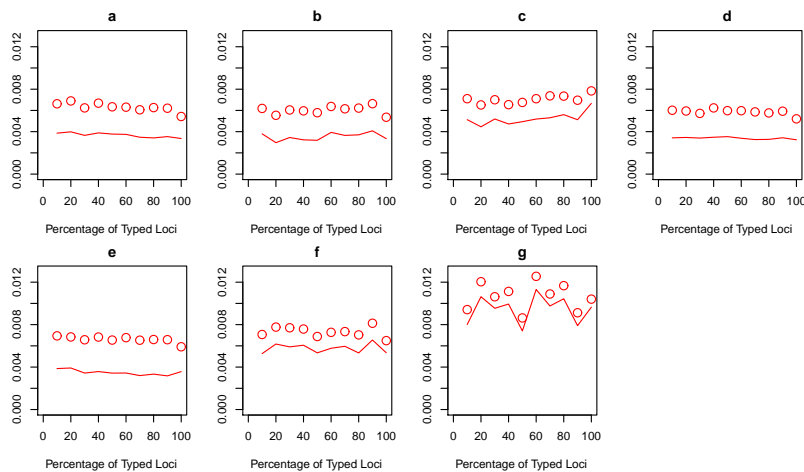 a b c d
0.000 0.004 0.008 0.012 0.000 0.004 0.008 0.012 0.000 0.004 0.008 0.012 0.000 0.004 0.008 0.012
0 20 40 60 80 100 0 20 40 60 80 100 0 20 40 60 80 100 0 20 40 60 80 100
Percentage of Typed Loci Percentage of Typed Loci Percentage of Typed Loci Percentage of Typed Loci
e f g
0.000 0.004 0.008 0.012 0.000 0.004 0.008 0.012 0.000 0.004 0.008 0.012
0 20 40 60 80 100 0 20 40 60 80 100 0 20 40 60 80 100
Percentage of Typed Loci Percentage of Typed Loci Percentage of Typed Loci